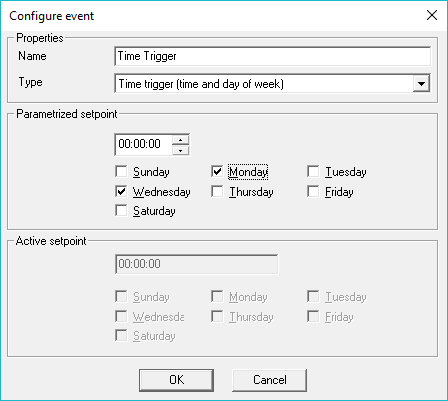 Configure event
Properties
Name Time Trigger
Type Time trigger (time and day of week)
Parametrized setpoint
00:00:00
Sunday Monday Tuesday
Wednesday Thursday Friday
Saturday
Active setpoint
00:00:00
Sunday Monday Tuesday
Wednesda Thursday Friday
Saturday
OK Cancel